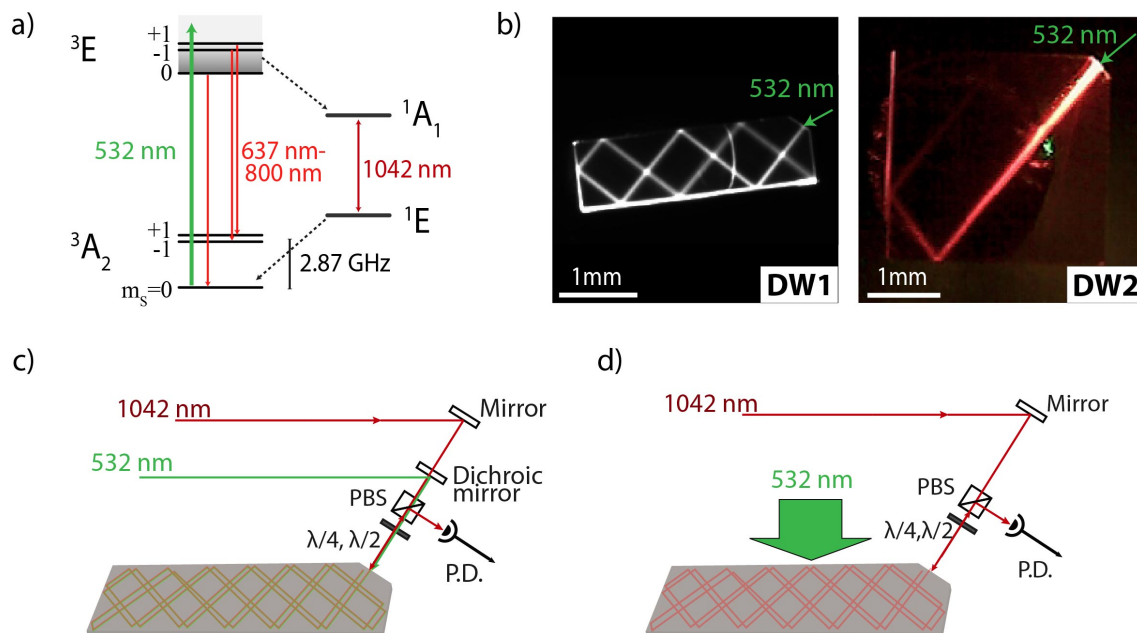 a)
³E
+1
-1
0
532 nm
637 nm-
800 nm
¹A₁
1042 nm
¹E
³A₂
+1
-1
2.87 GHz
mₛ=0
b)
532 nm
1mm
DW1
532 nm
1mm
DW2
c)
1042 nm
Mirror
532 nm
Dichroic
mirror
PBS
λ/4, λ/2
P.D.
d)
1042 nm
Mirror
532 nm
PBS
λ/4,λ/2
P.D.